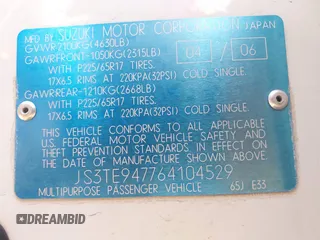 MFD BY SUZUKI MOTOR CORPORATION JAPAN
GVWR-2100KG(4630LB) 04 / 06
GAWRFRONT-1050KG(2315LB)
WITH P225/65R17 TIRES,
17X6.5 RIMS AT 220KPA(32PSI) COLD SINGLE.
GAWRREAR-1210KG(2668LB)
WITH P225/65R17 TIRES,
17X6.5 RIMS AT 220KPA(32PSI) COLD SINGLE.
THIS VEHICLE CONFORMS TO ALL APPLICABLE
U.S. FEDERAL MOTOR VEHICLE SAFETY
AND THEFT PREVENTION STANDARDS IN EFFECT ON
THE DATE OF MANUFACTURE SHOWN ABOVE.
JS3TE947764104529
MULTIPURPOSE PASSENGER VEHICLE 65J E33
DREAMBID